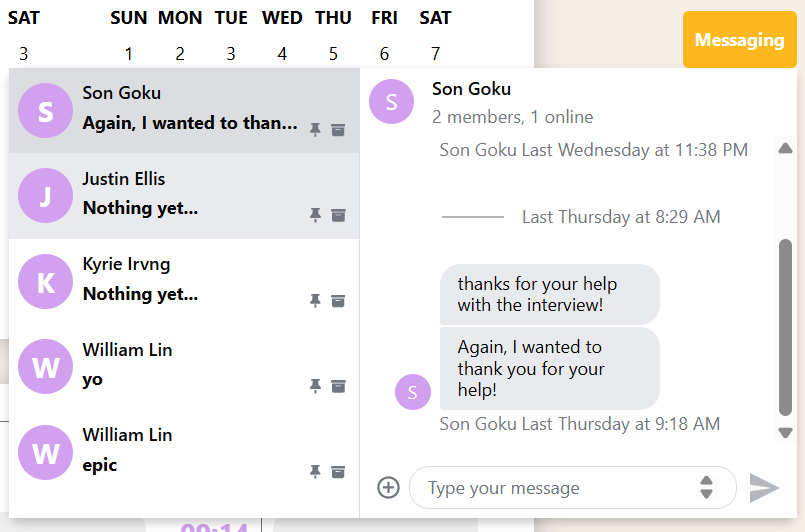 SAT SUN MON TUE WED THU FRI SAT
3 1 2 3 4 5 6 7
Messaging
S
Son Goku
Again, I wanted to than...
J
Justin Ellis
Nothing yet...
K
Kyrie Irvng
Nothing yet...
W
William Lin
yo
W
William Lin
epic
S
Son Goku
2 members, 1 online
Son Goku Last Wednesday at 11:38 PM
Last Thursday at 8:29 AM
thanks for your help
with the interview!
Again, I wanted to
thank you for your
help!
S
Son Goku Last Thursday at 9:18 AM
Type your message
09:14